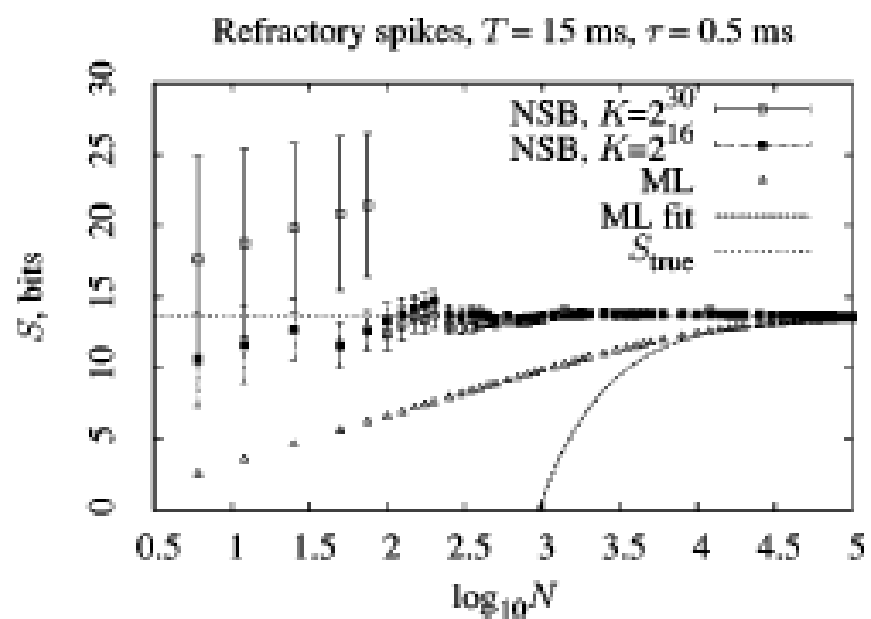 Refractory spikes, T = 15 ms, τ = 0.5 ms
30
25
20
15
10
5
0
S, bits
NSB, K=2^30
NSB, K=2^16
ML
ML fit
S_true
0.5 1 1.5 2 2.5 3 3.5 4 4.5 5
log_10 N